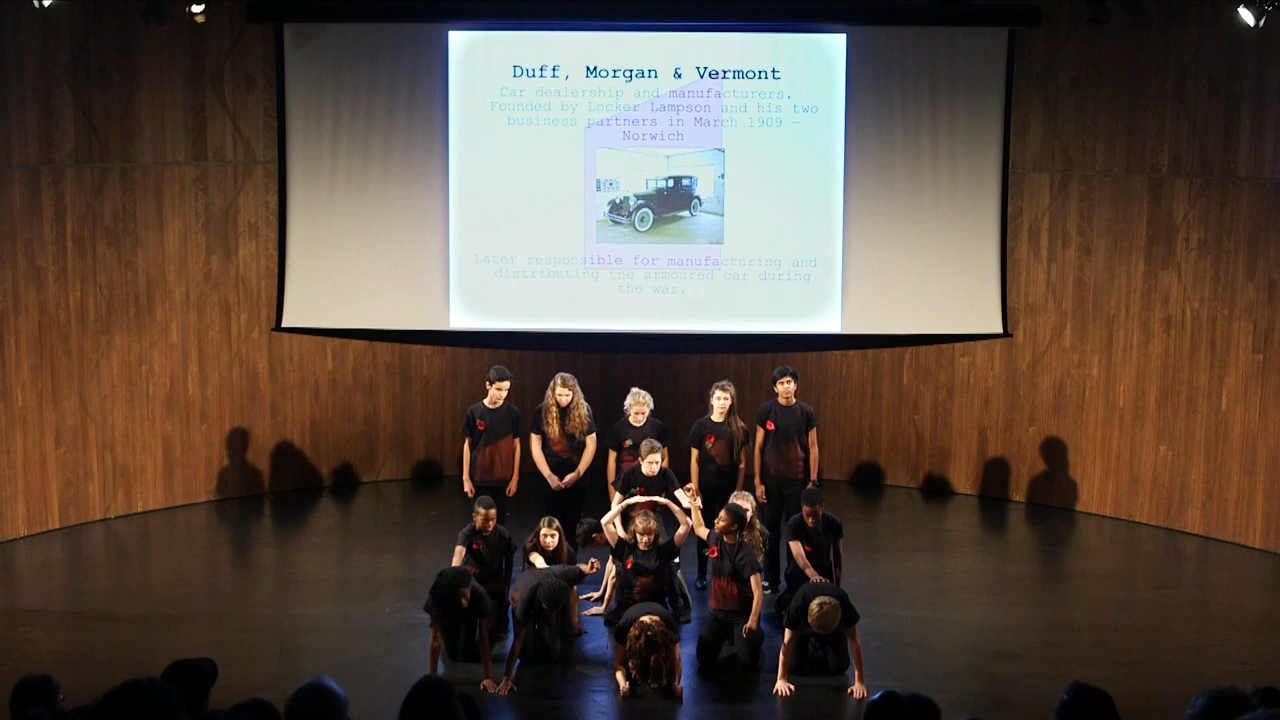 Duff, Morgan & Vermont
Car dealership and manufacturers.
Founded by Locker Lampson and his two
business partners in March 1909 –
Norwich
Later responsible for manufacturing and
distributing the armoured car during
the war.